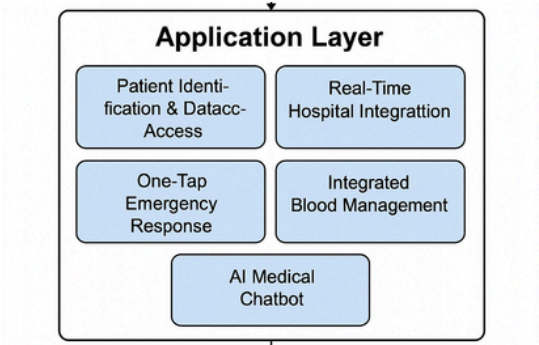 Application Layer
Patient Identi-
fication & Datacc-
Access
Real-Time
Hospital Integrattion
One-Tap
Emergency
Response
Integrated
Blood Management
AI Medical
Chatbot